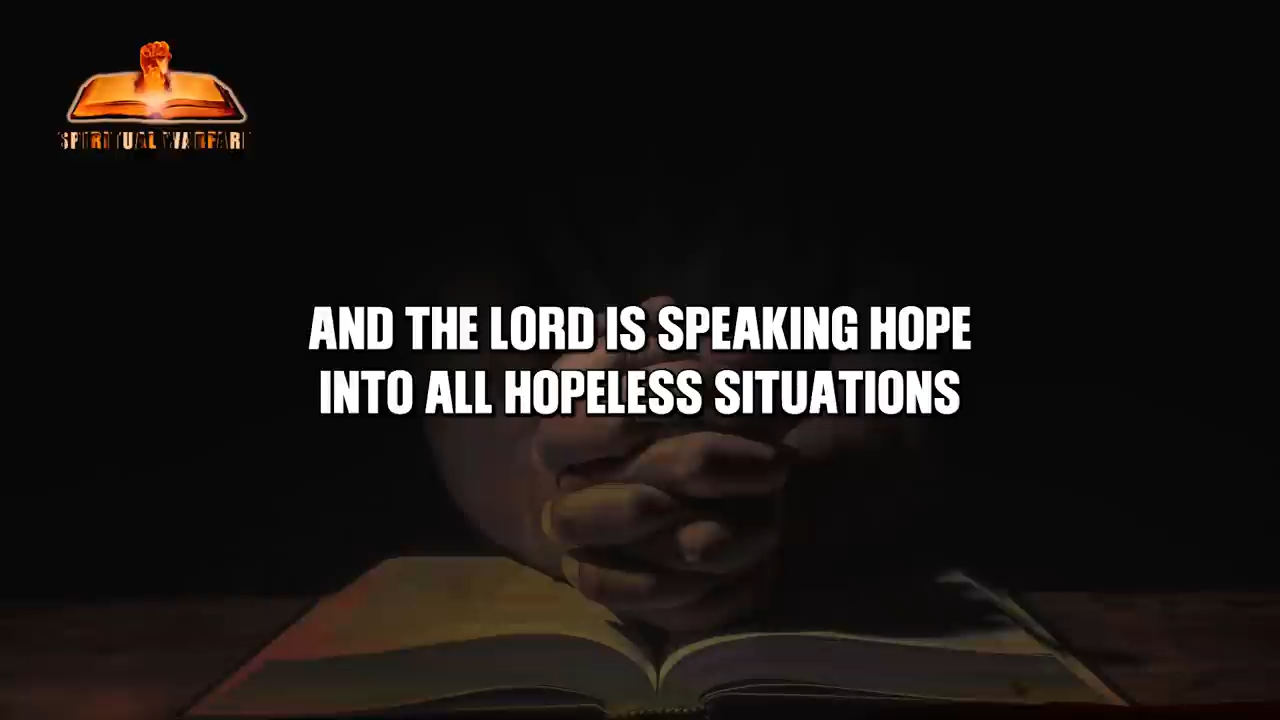 SPIRITUAL WARFARE
AND THE LORD IS SPEAKING HOPE
INTO ALL HOPELESS SITUATIONS